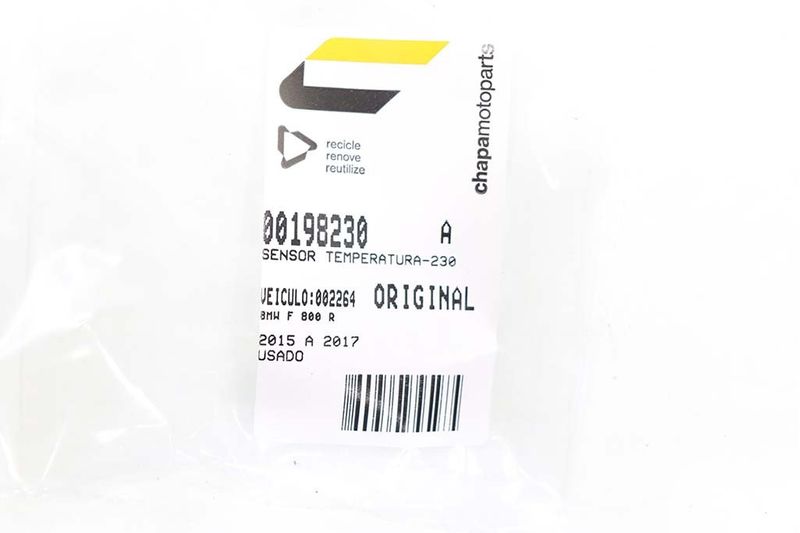 chapamotoparts
recicle
renove
reutilize
00198230 A
SENSOR TEMPERATURA-230
VEICULO:002264 ORIGINAL
BMW F 800 R
2015 A 2017
USADO